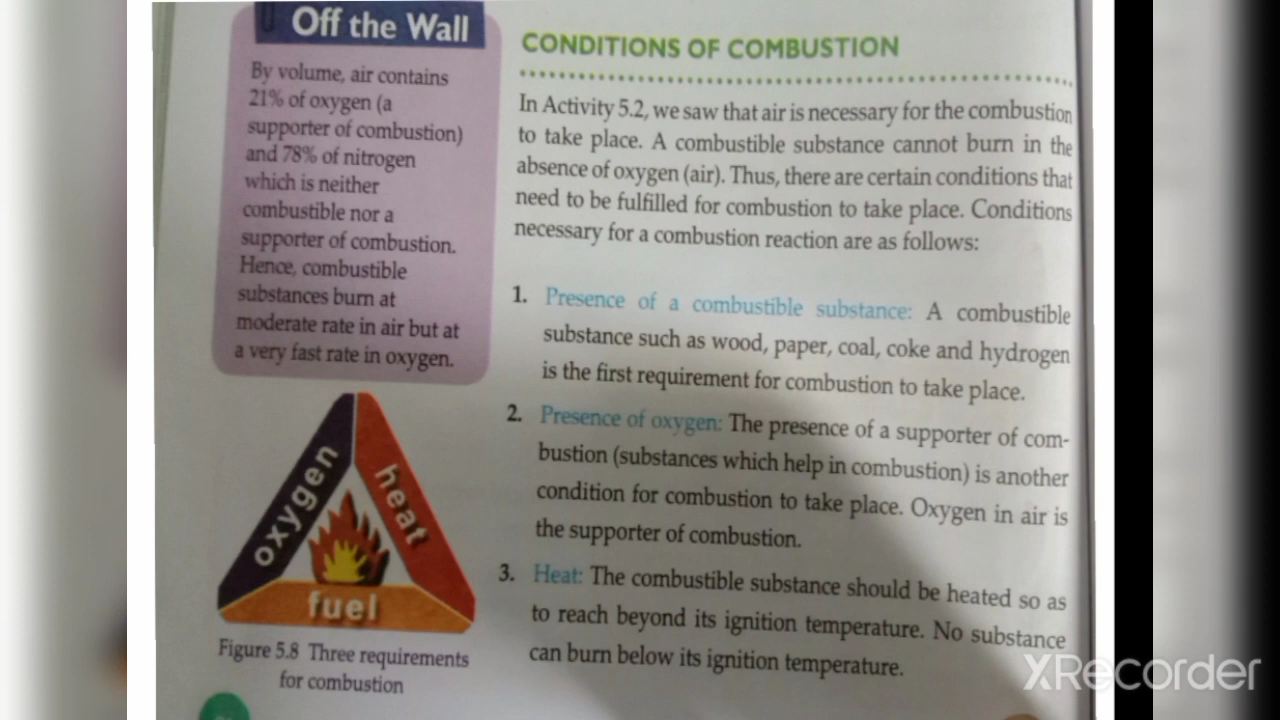 Off the Wall
By volume, air contains
21% of oxygen (a
supporter of combustion)
and 78% of nitrogen
which is neither
combustible nor a
supporter of combustion.
Hence, combustible
substances burn at
moderate rate in air but at
a very fast rate in oxygen.
oxygen
heat
fuel
Figure 5.8 Three requirements
for combustion
CONDITIONS OF COMBUSTION
In Activity 5.2, we saw that air is necessary for the combustion
to take place. A combustible substance cannot burn in the
absence of oxygen (air). Thus, there are certain conditions that
need to be fulfilled for combustion to take place. Conditions
necessary for a combustion reaction are as follows:
1. Presence of a combustible substance: A combustible
substance such as wood, paper, coal, coke and hydrogen
is the first requirement for combustion to take place.
2. Presence of oxygen: The presence of a supporter of com-
bustion (substances which help in combustion) is another
condition for combustion to take place. Oxygen in air is
the supporter of combustion.
3. Heat: The combustible substance should be heated so as
to reach beyond its ignition temperature. No substance
can burn below its ignition temperature.
XRecorder